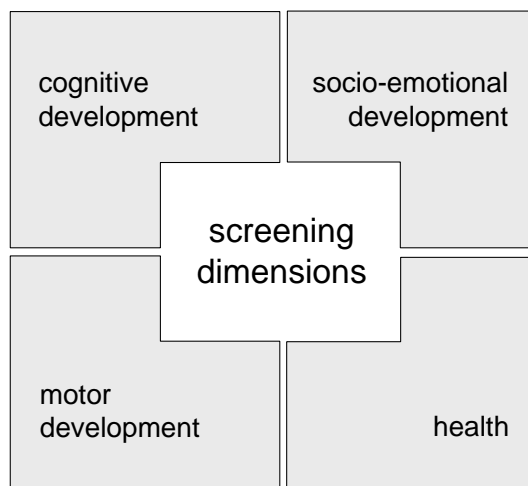 cognitive
development
socio-emotional
development
screening
dimensions
motor
development
health